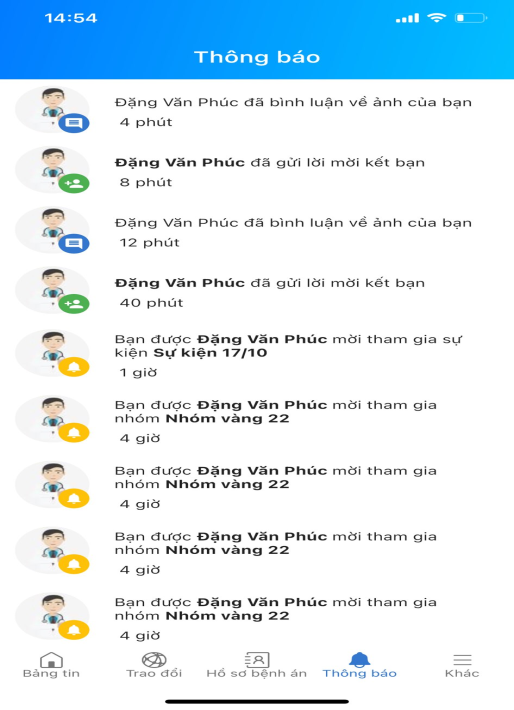 14:54
Thông báo
Đặng Văn Phúc đã bình luận về ảnh của bạn
4 phút
Đặng Văn Phúc đã gửi lời mời kết bạn
8 phút
Đặng Văn Phúc đã bình luận về ảnh của bạn
12 phút
Đặng Văn Phúc đã gửi lời mời kết bạn
40 phút
Bạn được Đặng Văn Phúc mời tham gia sự
kiện Sự kiện 17/10
1 giờ
Bạn được Đặng Văn Phúc mời tham gia
nhóm Nhóm vàng 22
4 giờ
Bạn được Đặng Văn Phúc mời tham gia
nhóm Nhóm vàng 22
4 giờ
Bạn được Đặng Văn Phúc mời tham gia
nhóm Nhóm vàng 22
4 giờ
Bạn được Đặng Văn Phúc mời tham gia
nhóm Nhóm vàng 22
4 giờ
Bảng tin Trao đổi Hồ sơ bệnh án Thông báo Khác